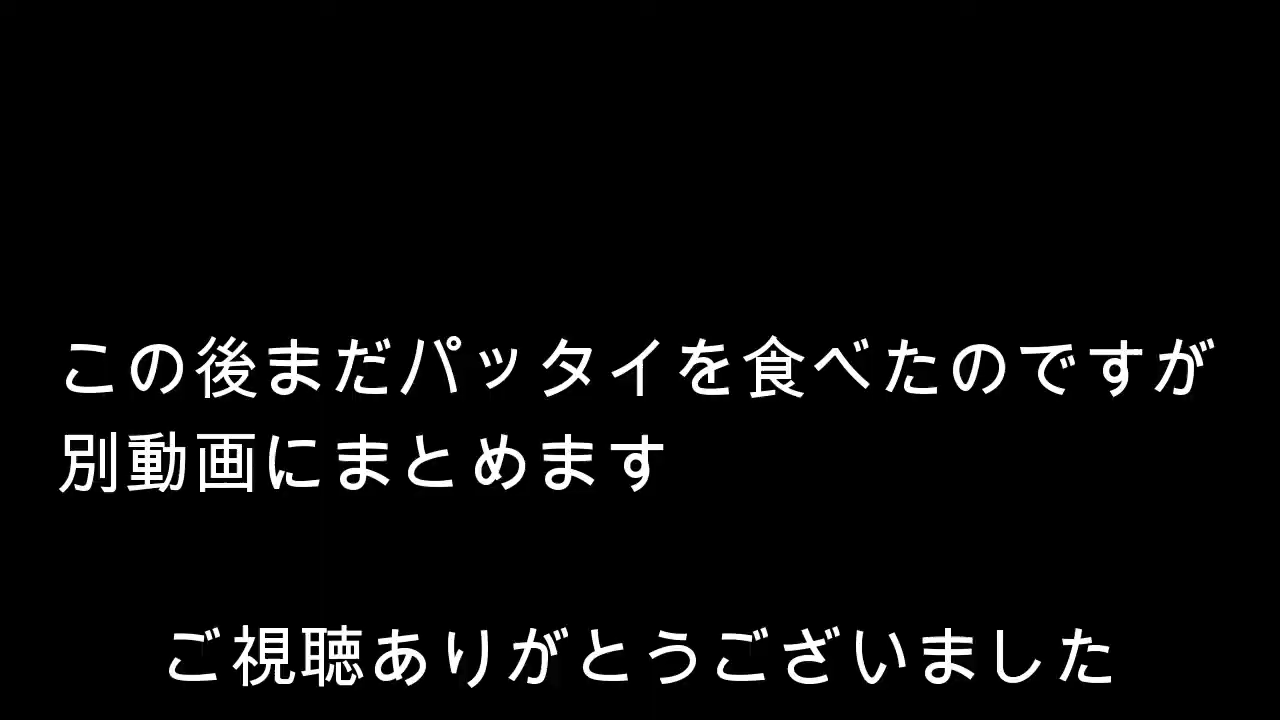 この後まだパッタイを食べたのですが
別動画にまとめます
ご視聴ありがとうございました